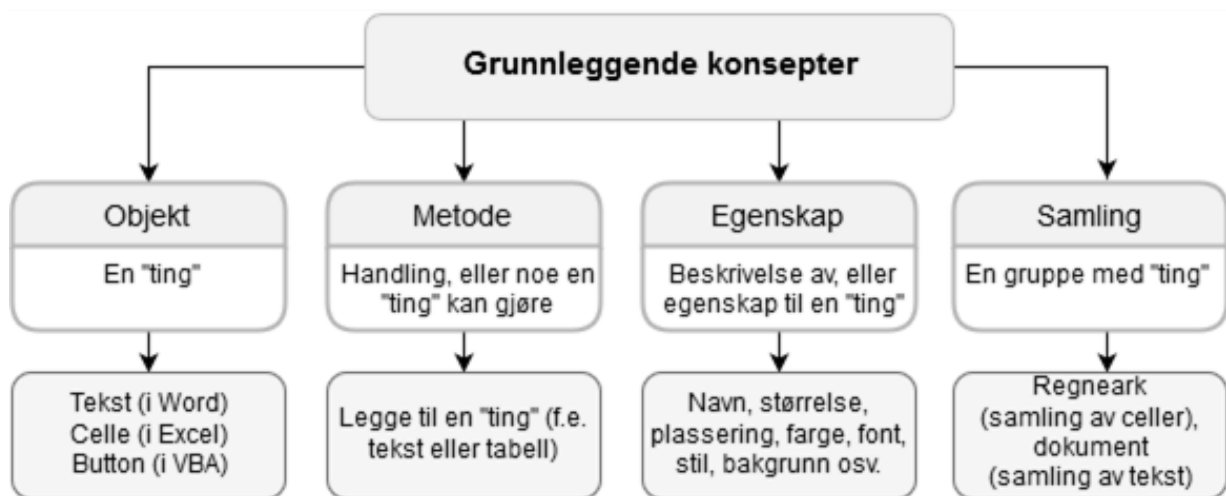 Grunnleggende konsepter
Objekt
En "ting"
Tekst (i Word)
Celle (i Excel)
Button (i VBA)
Metode
Handling, eller noe en
"ting" kan gjøre
Legge til en "ting" (f.e.
tekst eller tabell)
Egenskap
Beskrivelse av, eller
egenskap til en "ting"
Navn, størrelse,
plassering, farge, font,
stil, bakgrunn osv.
Samling
En gruppe med "ting"
Regneark
(samling av celler),
dokument
(samling av tekst)